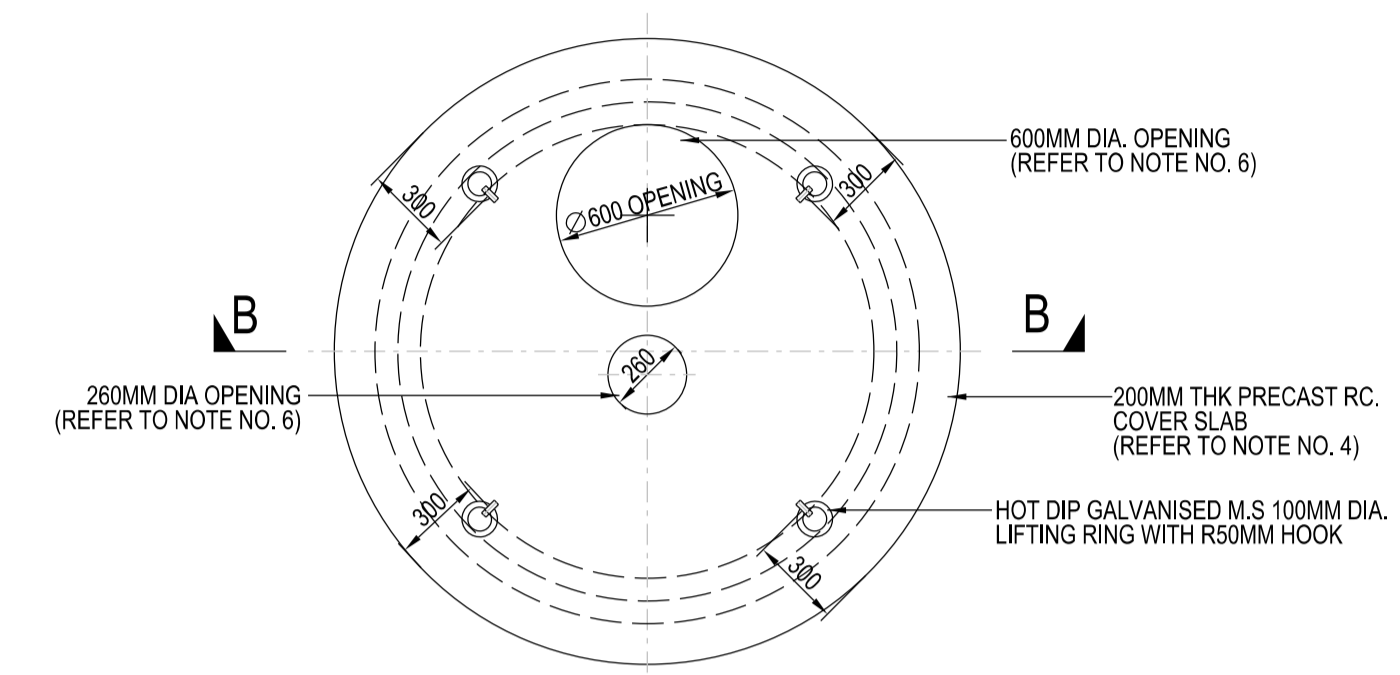 600MM DIA. OPENING
(REFER TO NOTE NO. 6)
300
300
Ø600 OPENING
B
B
260
260MM DIA OPENING
(REFER TO NOTE NO. 6)
200MM THK PRECAST RC.
COVER SLAB
(REFER TO NOTE NO. 4)
300
HOT DIP GALVANISED M.S 100MM DIA.
LIFTING RING WITH R50MM HOOK
300